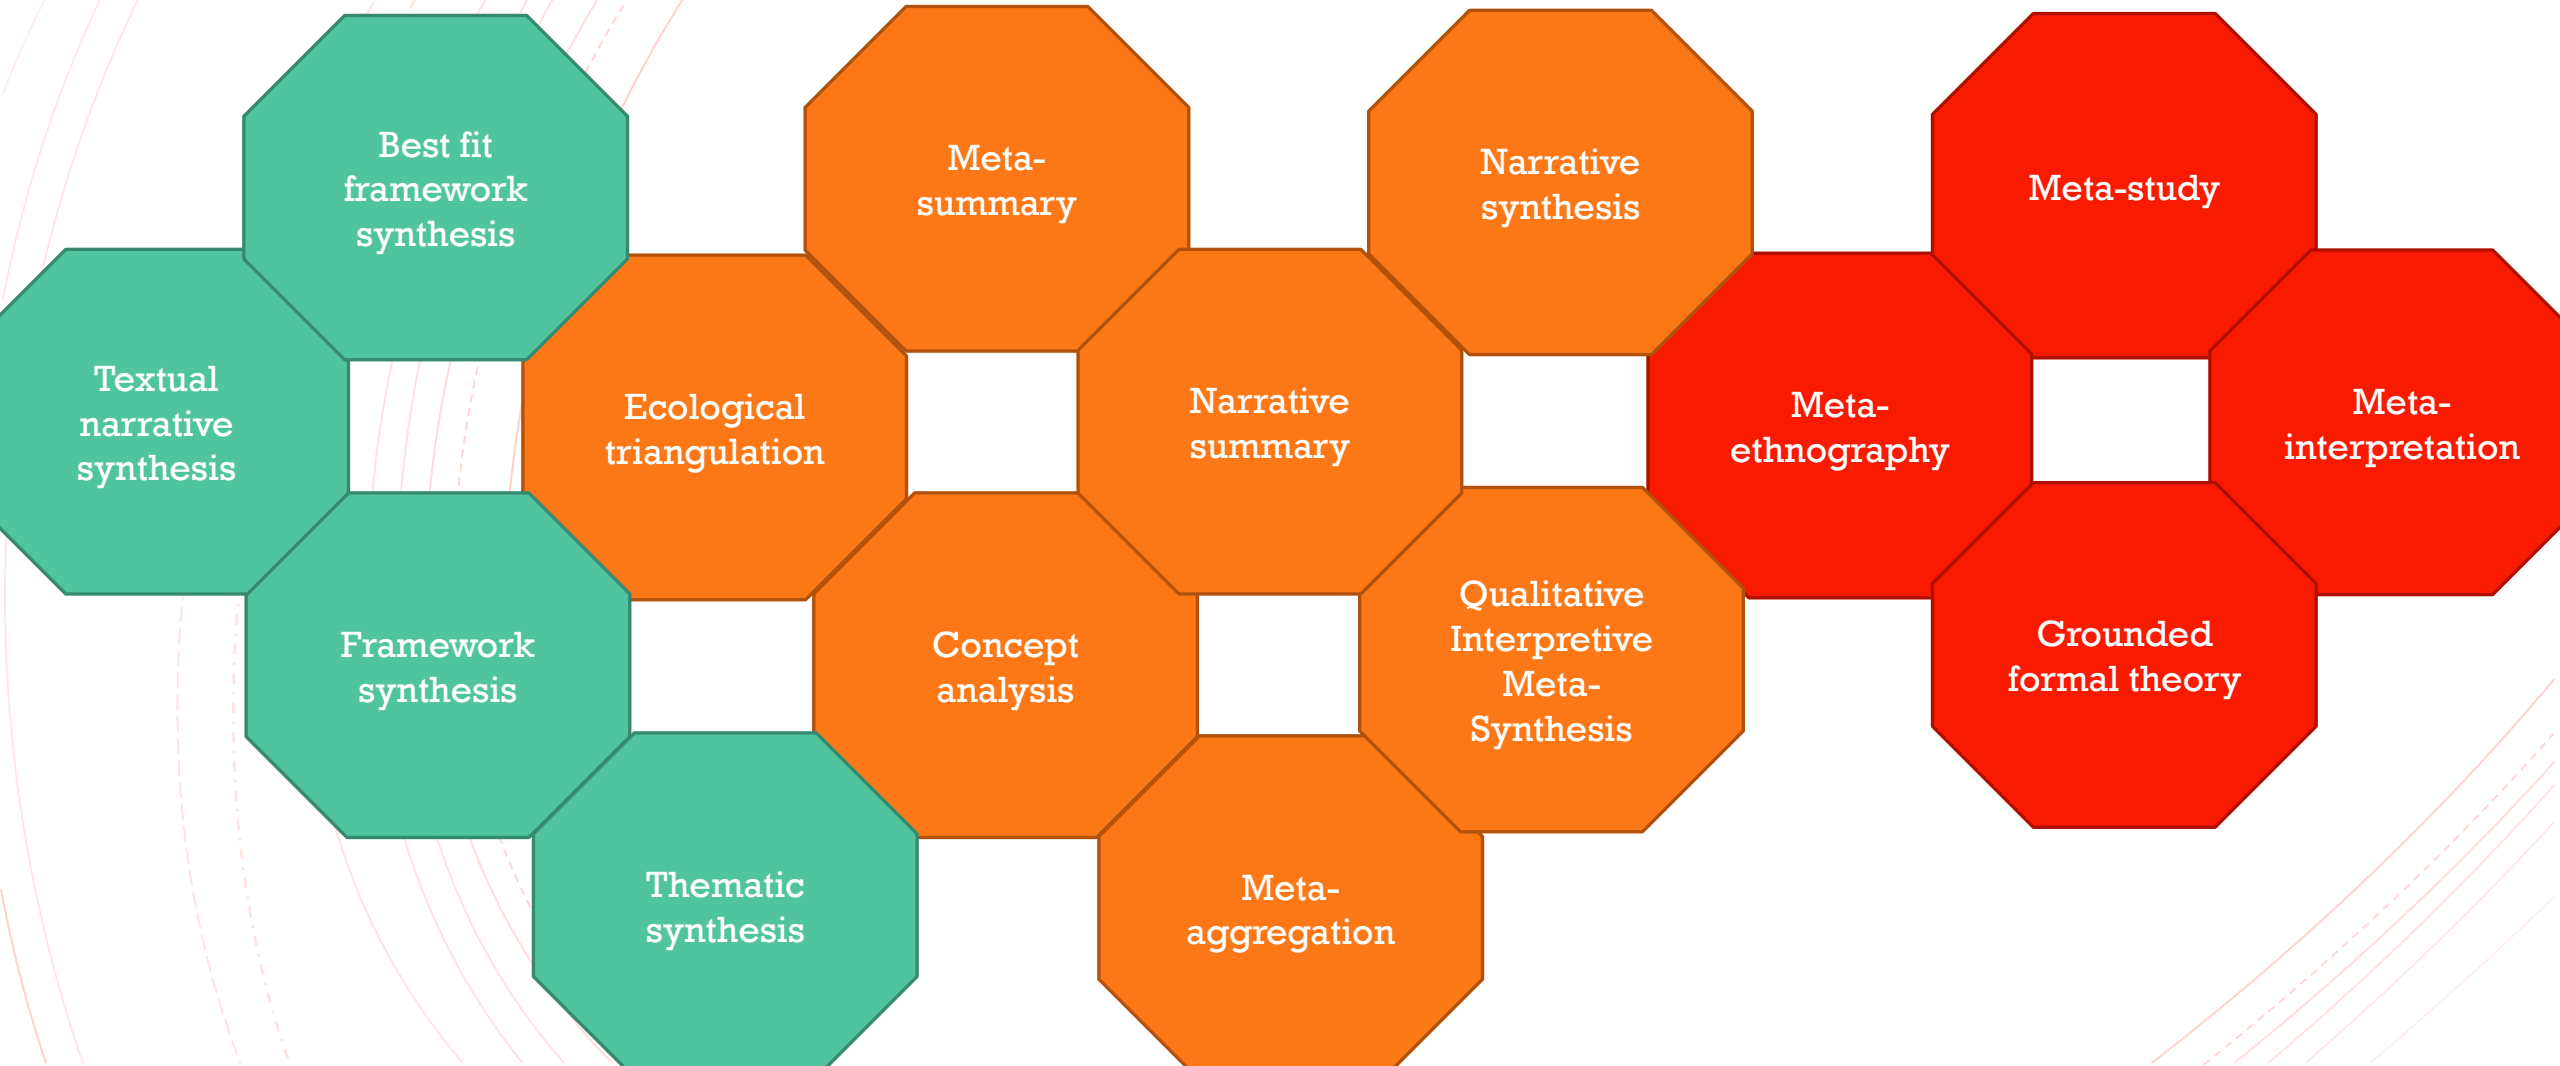 Best fit
framework
synthesis
Meta-
summary
Narrative
synthesis
Meta-study
Textual
narrative
synthesis
Ecological
triangulation
Narrative
summary
Meta-
ethnography
Meta-
interpretation
Framework
synthesis
Concept
analysis
Qualitative
Interpretive
Meta-
Synthesis
Grounded
formal theory
Thematic
synthesis
Meta-
aggregation